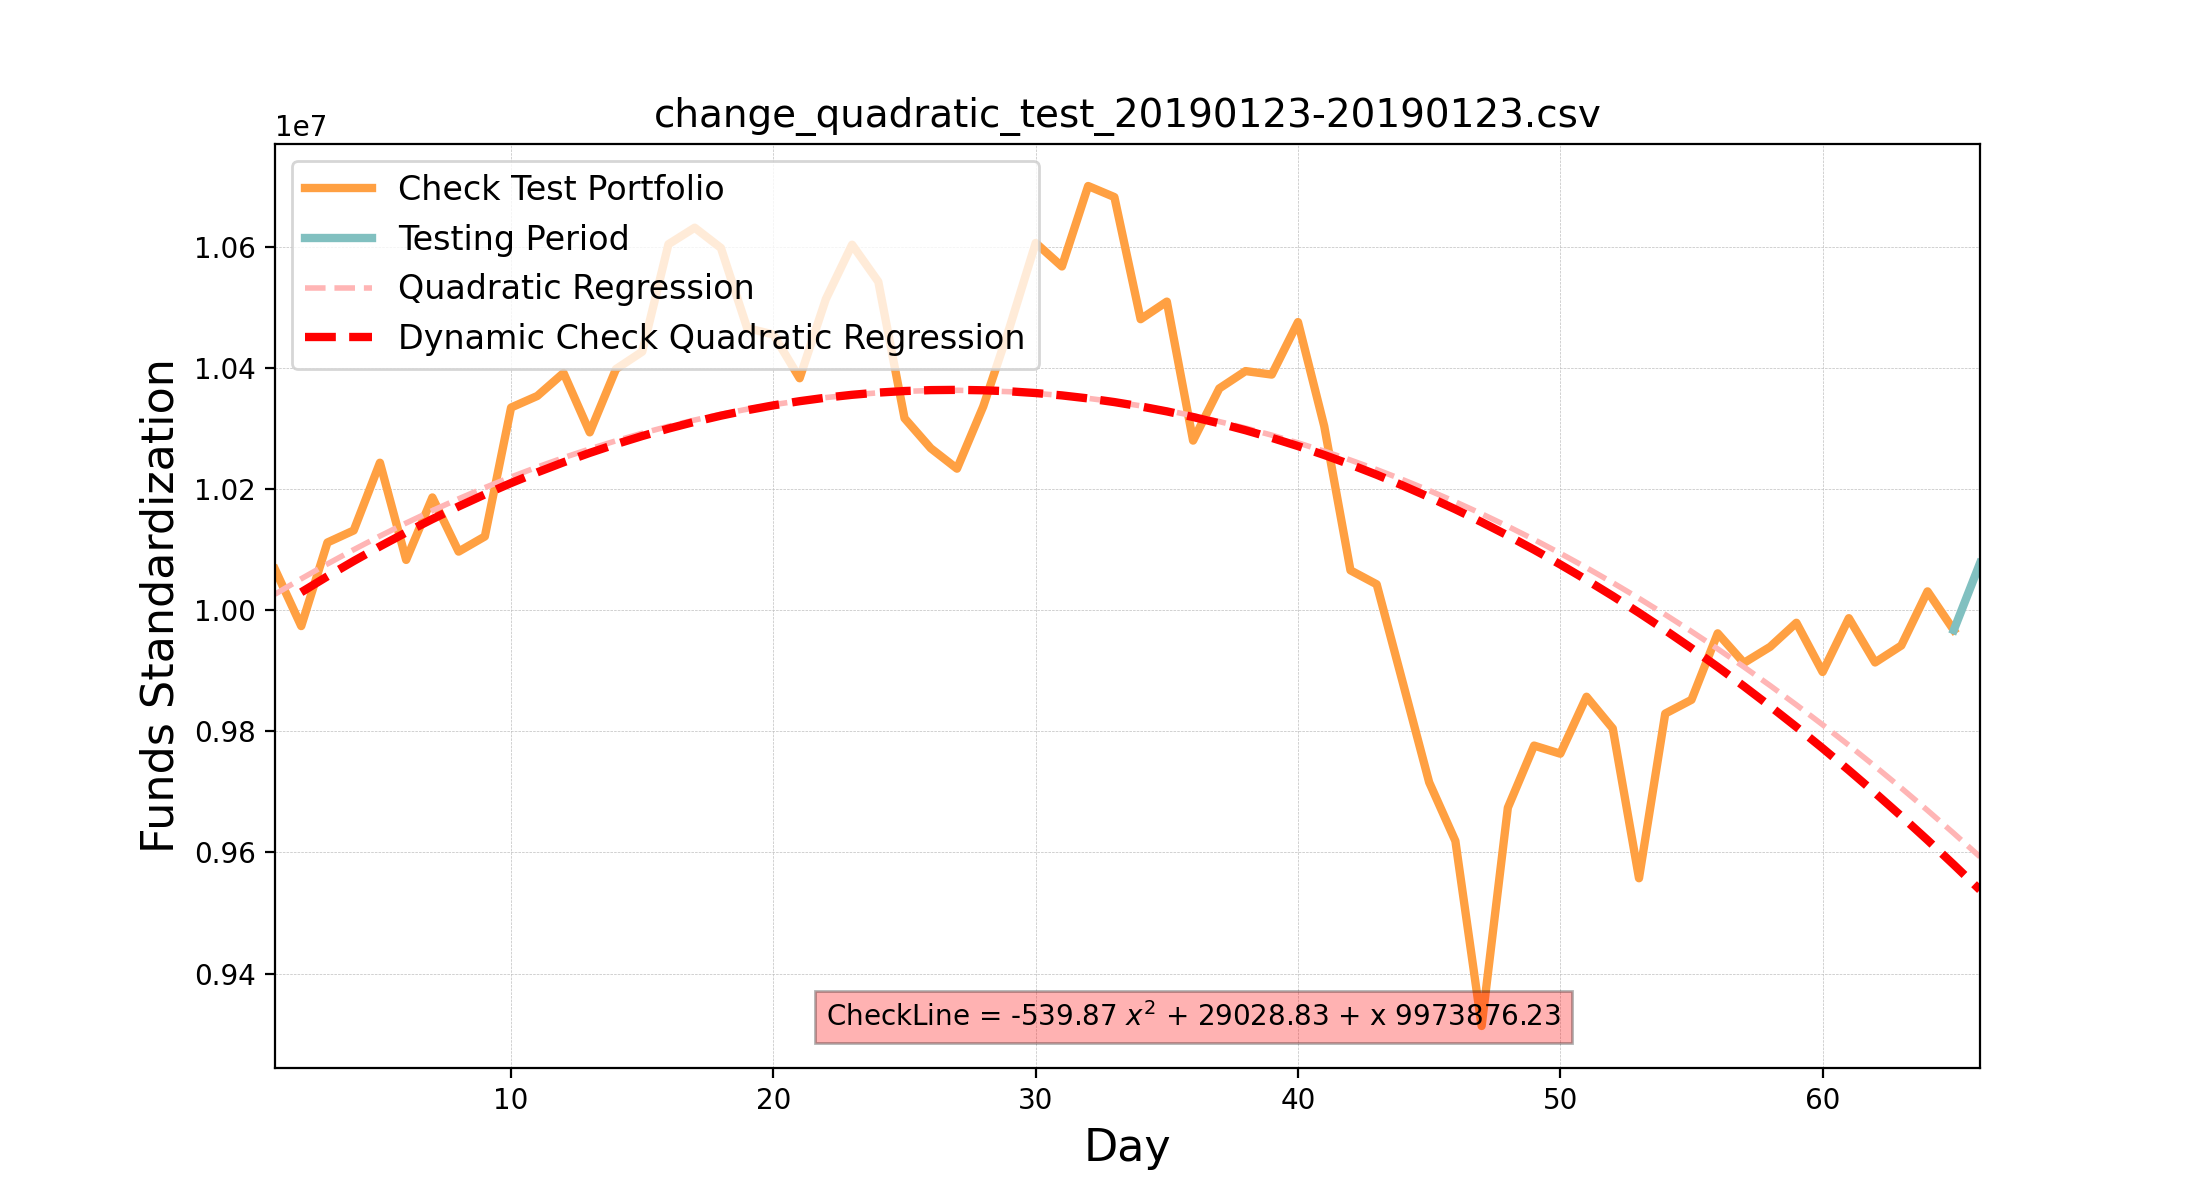 change_quadratic_test_20190123-20190123.csv
1e7
Check Test Portfolio
Testing Period
Quadratic Regression
Dynamic Check Quadratic Regression
1.06
1.04
1.02
1.00
0.98
0.96
0.94
Funds Standardization
CheckLine = -539.87 x² + 29028.83 + x 9973876.23
10 20 30 40 50 60
Day